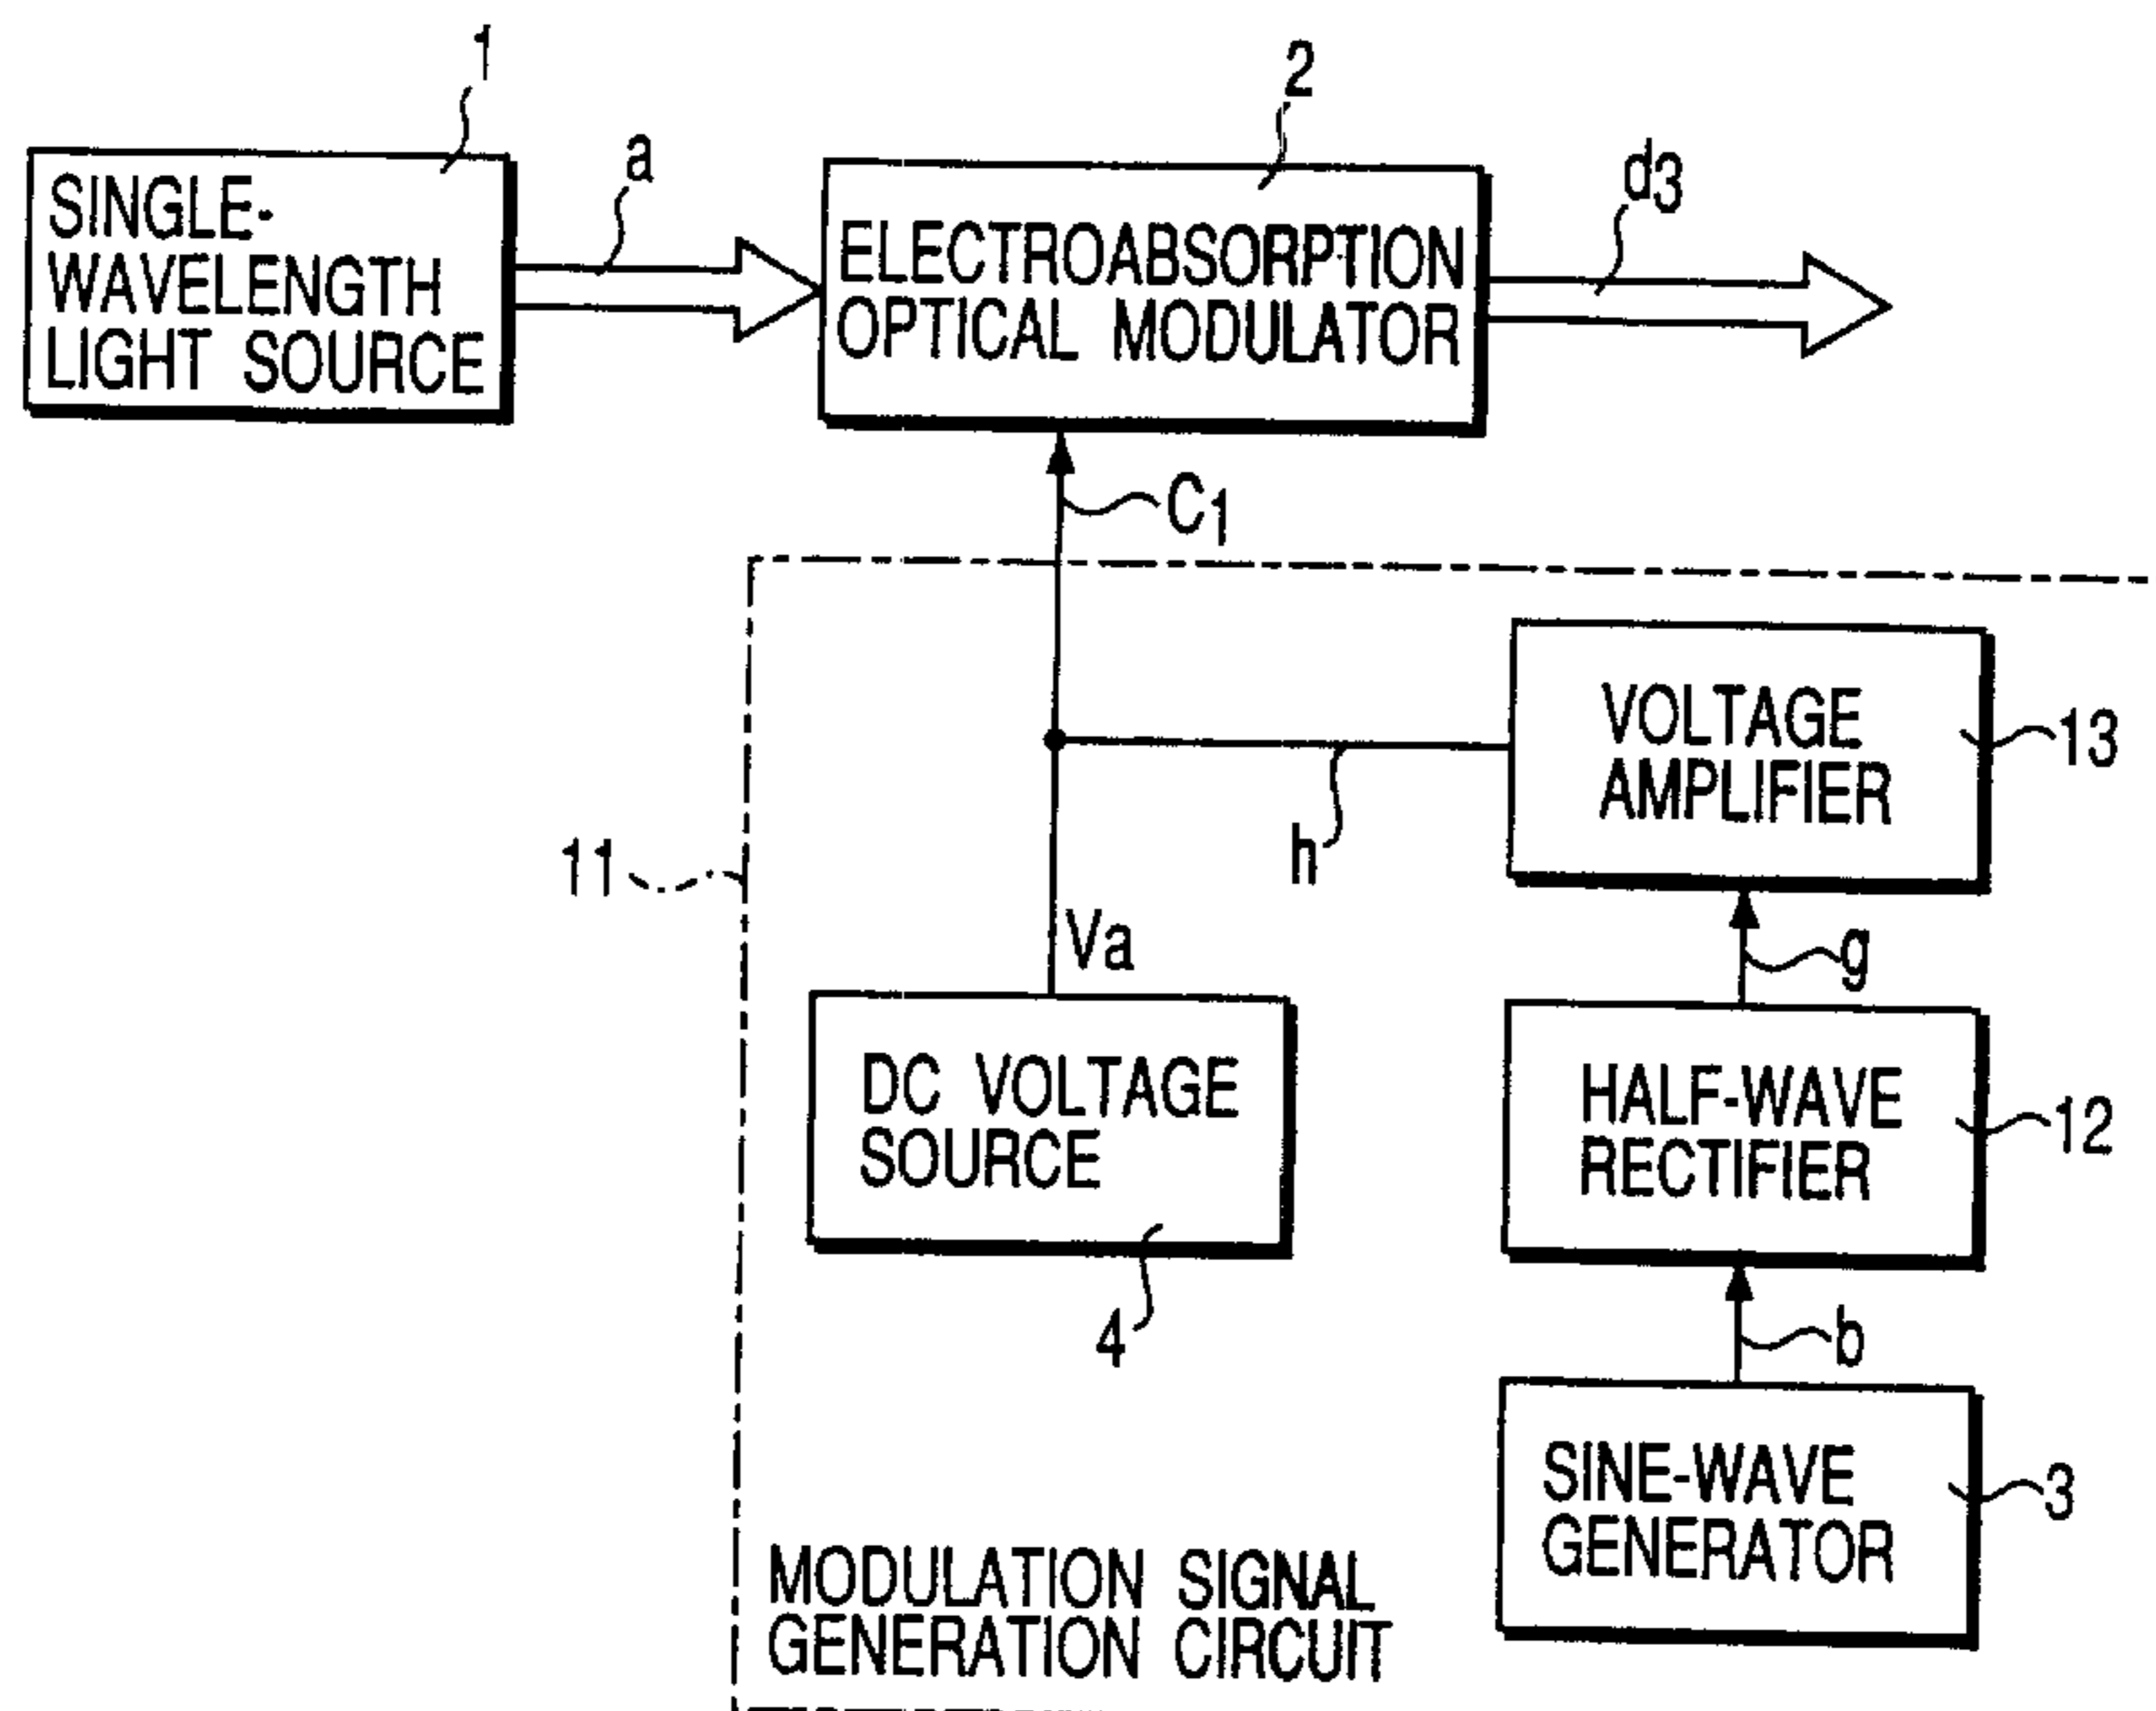 1
2
a
d3
SINGLE-
WAVELENGTH
LIGHT SOURCE
ELECTROABSORPTION
OPTICAL MODULATOR
C1
VOLTAGE
AMPLIFIER
13
h
11
Va
g
DC VOLTAGE
SOURCE
4
HALF-WAVE
RECTIFIER
12
b
SINE-WAVE
GENERATOR
3
MODULATION SIGNAL
GENERATION CIRCUIT